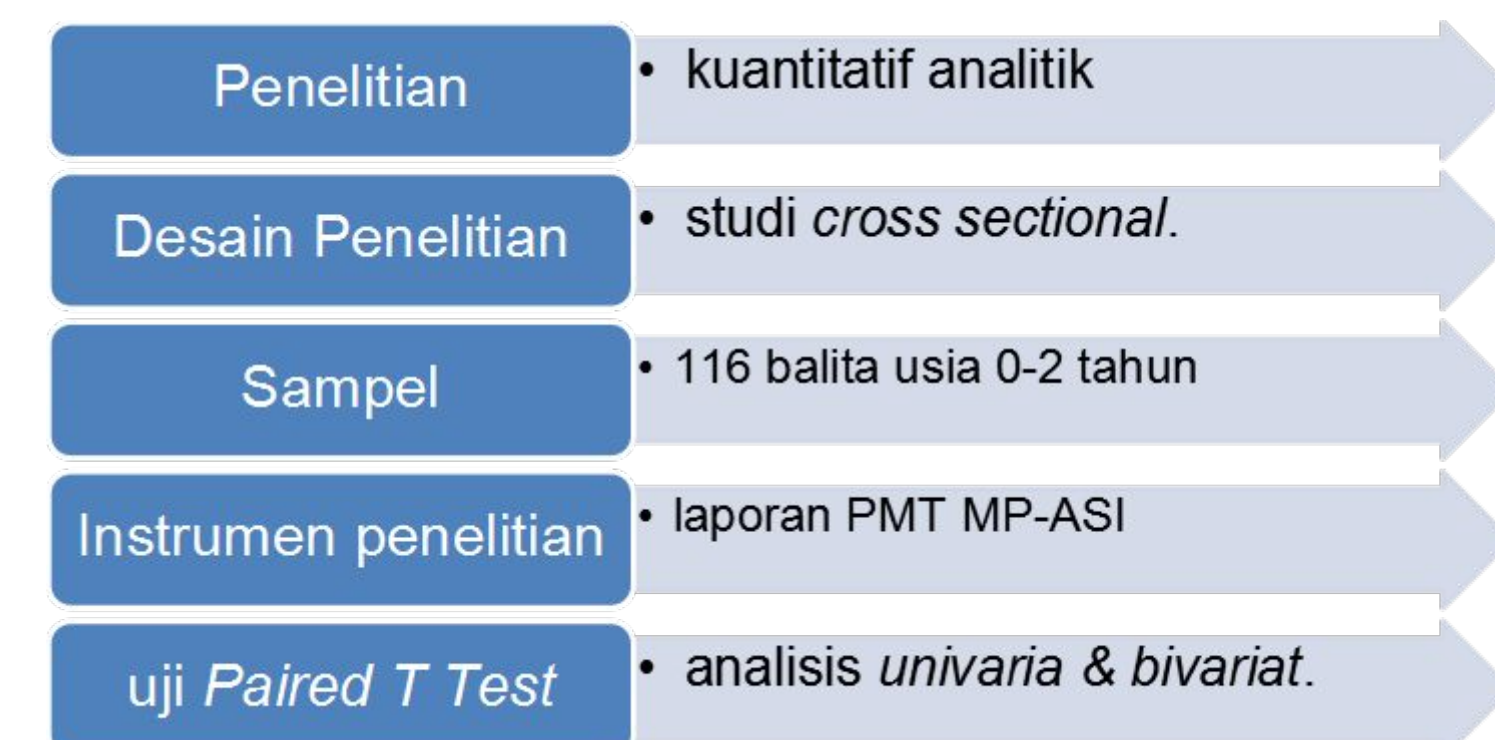 Penelitian
• kuantitatif analitik
Desain Penelitian
• studi cross sectional.
Sampel
• 116 balita usia 0-2 tahun
Instrumen penelitian
• laporan PMT MP-ASI
uji Paired T Test
• analisis univaria & bivariat.